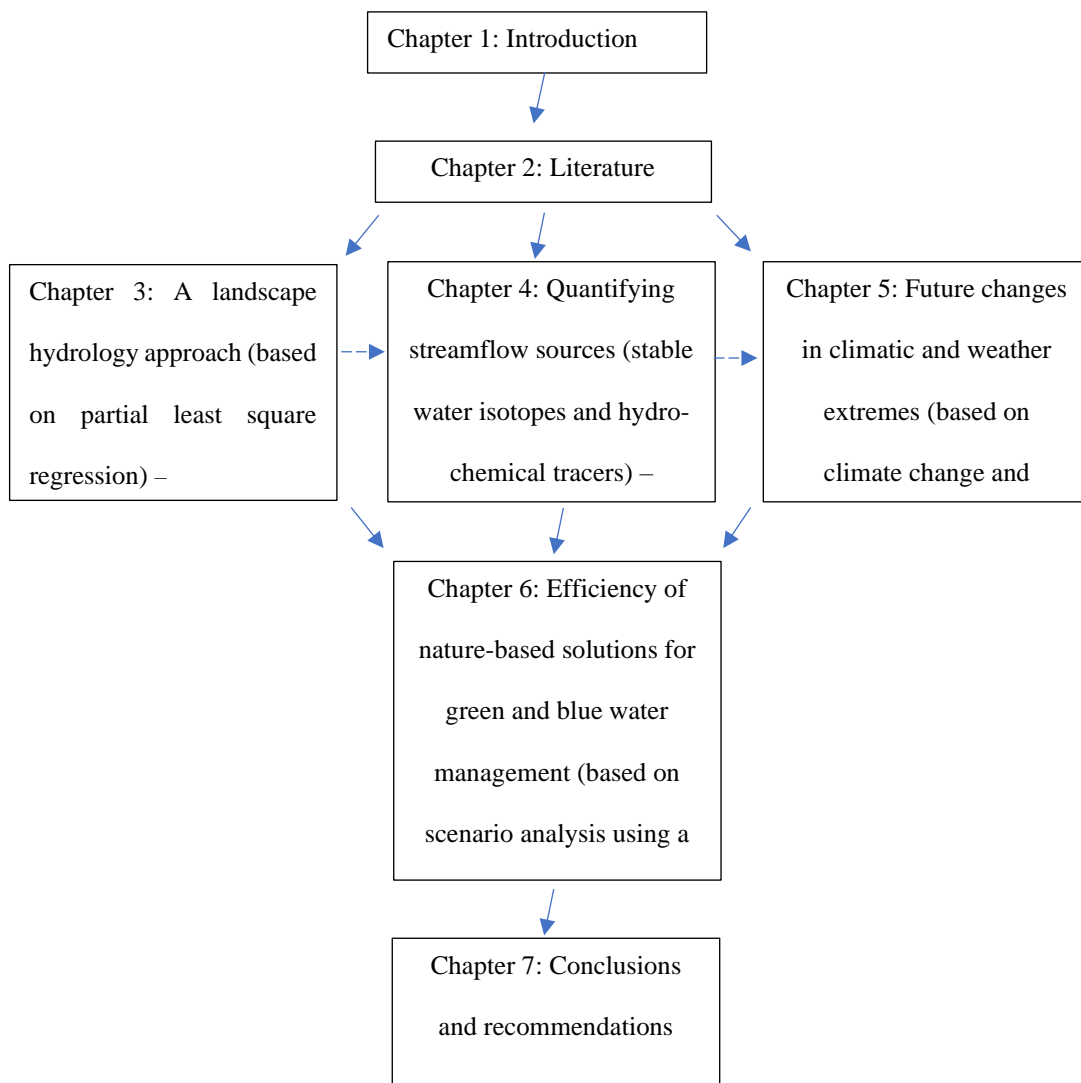 Chapter 1: Introduction
Chapter 2: Literature
Chapter 3: A landscape
hydrology approach (based
on partial least square
regression) –
Chapter 4: Quantifying
streamflow sources (stable
water isotopes and hydro-
chemical tracers) –
Chapter 5: Future changes
in climatic and weather
extremes (based on
climate change and
Chapter 6: Efficiency of
nature-based solutions for
green and blue water
management (based on
scenario analysis using a
Chapter 7: Conclusions
and recommendations